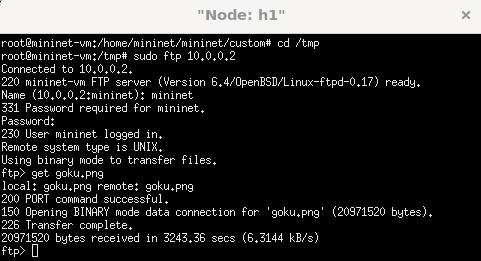 "Node: h1"
×
root@mininet-vm:/home/mininet/mininet/custom# cd /tmp
root@mininet-vm:/tmp# sudo ftp 10.0.0.2
Connected to 10.0.0.2.
220 mininet-vm FTP server (Version 6.4/OpenBSD/Linux-ftpd-0.17) ready.
Name (10.0.0.2:mininet): mininet
331 Password required for mininet.
Password:
230 User mininet logged in.
Remote system type is UNIX.
Using binary mode to transfer files.
ftp> get goku.png
local: goku.png remote: goku.png
200 PORT command successful.
150 Opening BINARY mode data connection for 'goku.png' (20971520 bytes).
226 Transfer complete.
20971520 bytes received in 3243.36 secs (6.3144 kB/s)
ftp>